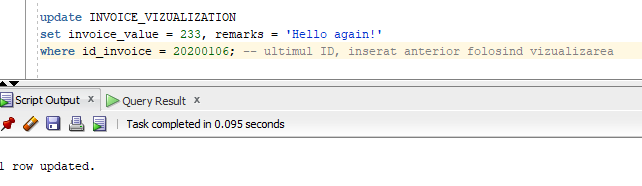 update INVOICE_VIZUALIZATION
set invoice_value = 233, remarks = 'Hello again!'
where id_invoice = 20200106; -- ultimul ID, inserat anterior folosind vizualizarea
Script Output x Query Result x
Task completed in 0.095 seconds
1 row updated.